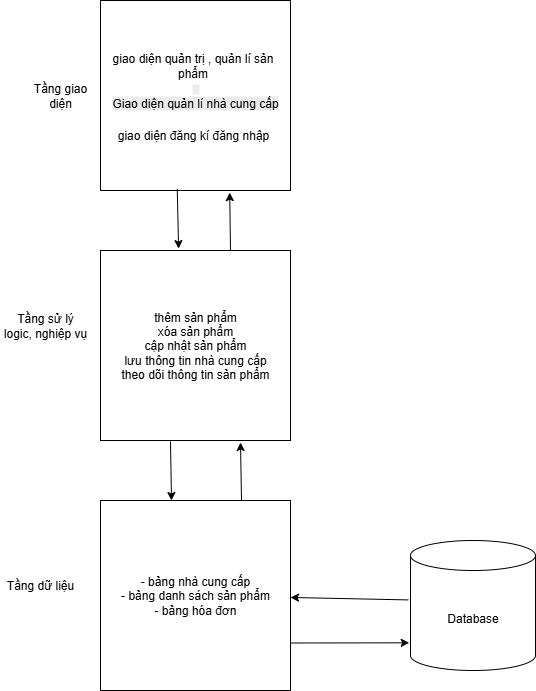 giao diện quản trị , quản lí sản
phẩm
Giao diện quản lí nhà cung cấp
giao diện đăng kí đăng nhập
Tầng giao
diện
Tầng sử lý
logic, nghiệp vụ
thêm sản phẩm
xóa sản phẩm
cập nhật sản phẩm
lưu thông tin nhà cung cấp
theo dõi thông tin sản phẩm
Tầng dữ liệu
- bảng nhà cung cấp
- bảng danh sách sản phẩm
- bảng hóa đơn
Database